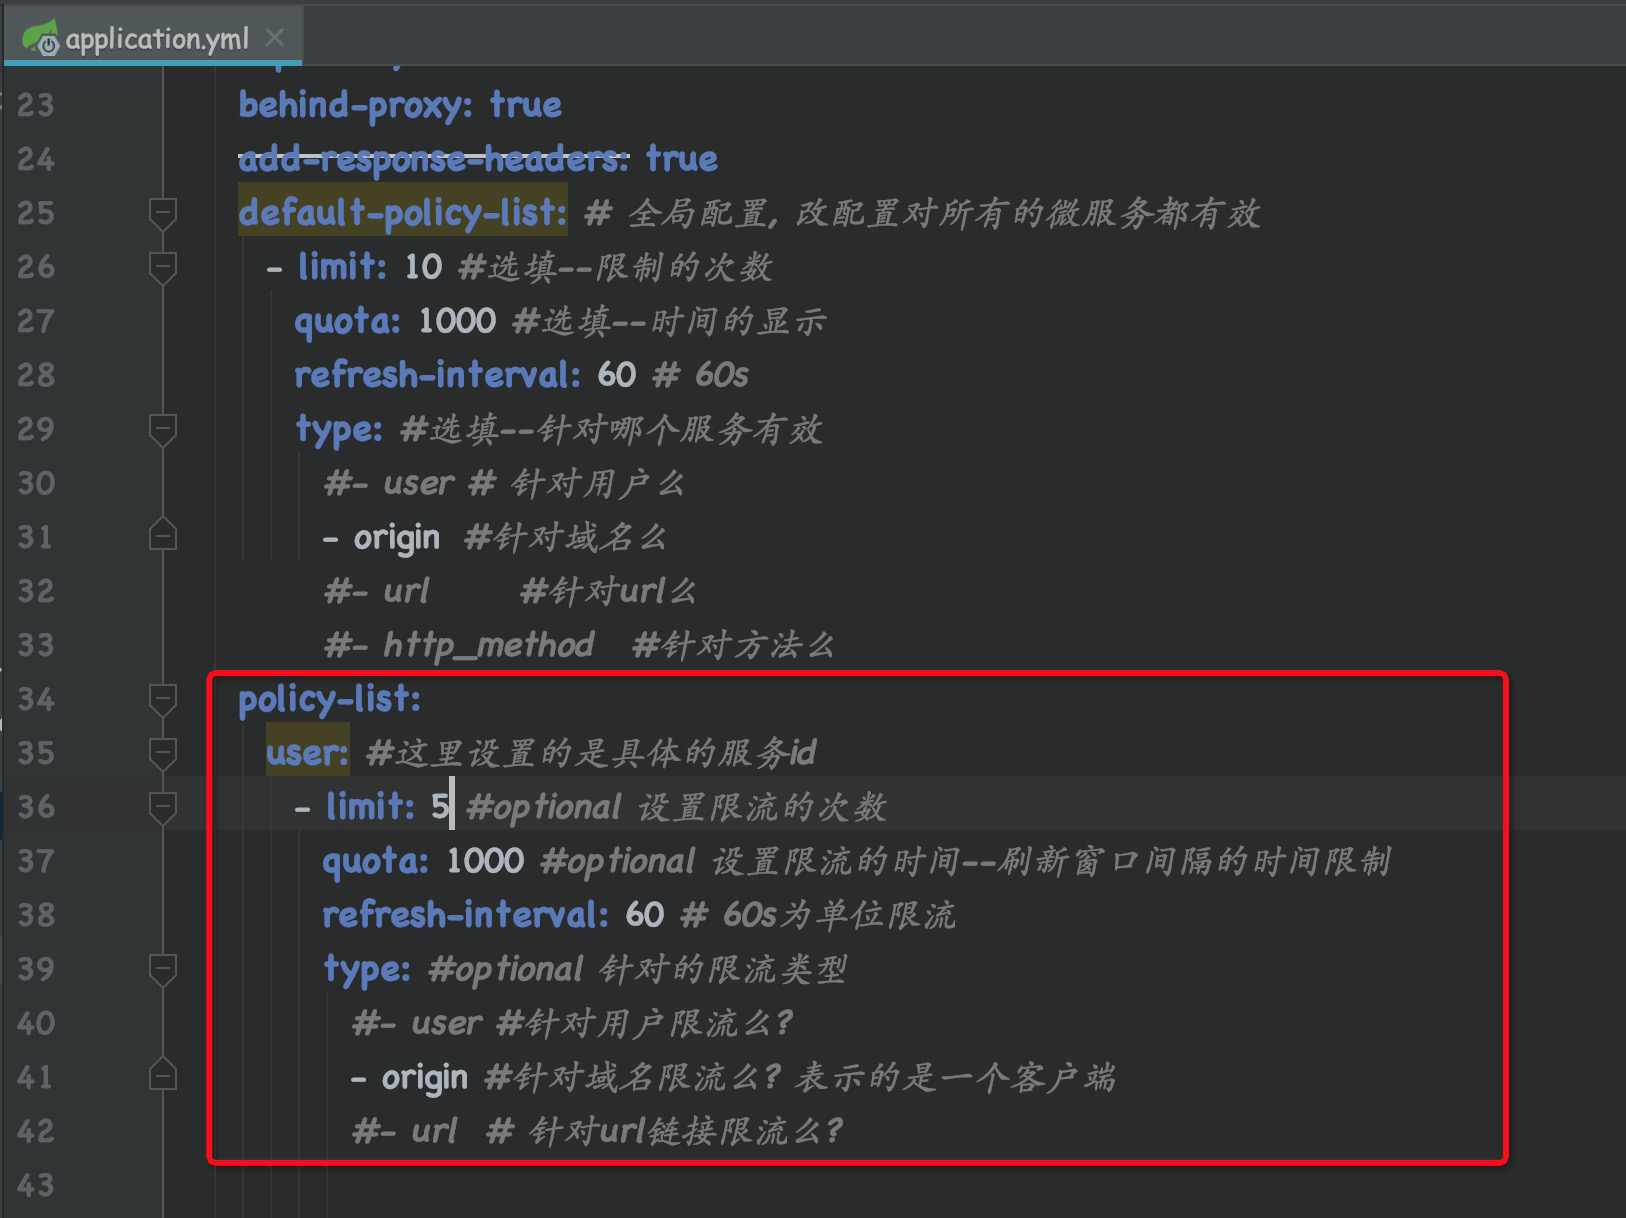 application.yml
23 behind-proxy: true
24 add-response-headers: true
25 default-policy-list: # 全局配置, 改配置对所有的微服务都有效
26 - limit: 10 #选填--限制的次数
27 quota: 1000 #选填--时间的显示
28 refresh-interval: 60 # 60s
29 type: #选填--针对哪个服务有效
30 #- user # 针对用户么
31 - origin #针对域名么
32 #- url #针对url么
33 #- http_method #针对方法么
34 policy-list:
35 user: #这里设置的是具体的服务id
36 - limit: 5 #optional 设置限流的次数
37 quota: 1000 #optional 设置限流的时间--刷新窗口间隔的时间限制
38 refresh-interval: 60 # 60s为单位限流
39 type: #optional 针对的限流类型
40 #- user #针对用户限流么?
41 - origin #针对域名限流么? 表示的是一个客户端
42 #- url # 针对url链接限流么?
43